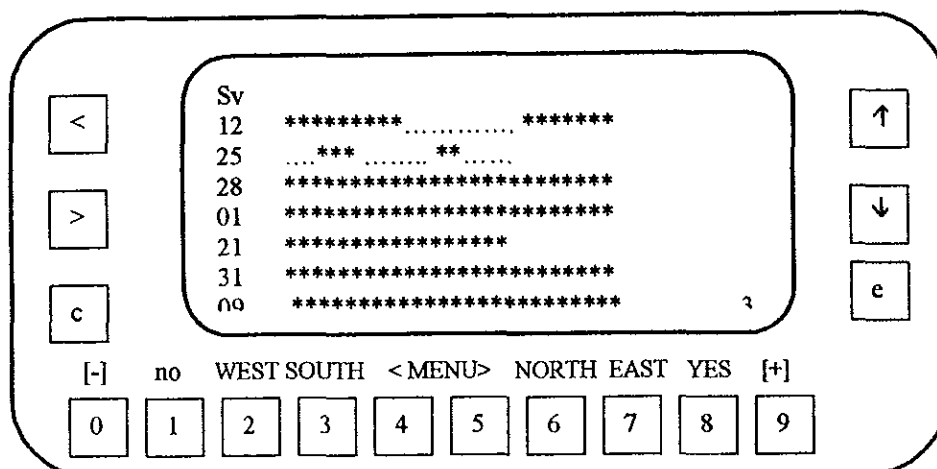 Sv
12 *********............. *******
25 ....*** ........ **......
28 *************************
01 *************************
21 *****************
31 *************************
09 ************************* 3
<
>
c
↑
↓
e
[-] no WEST SOUTH <MENU> NORTH EAST YES [+]
0 1 2 3 4 5 6 7 8 9